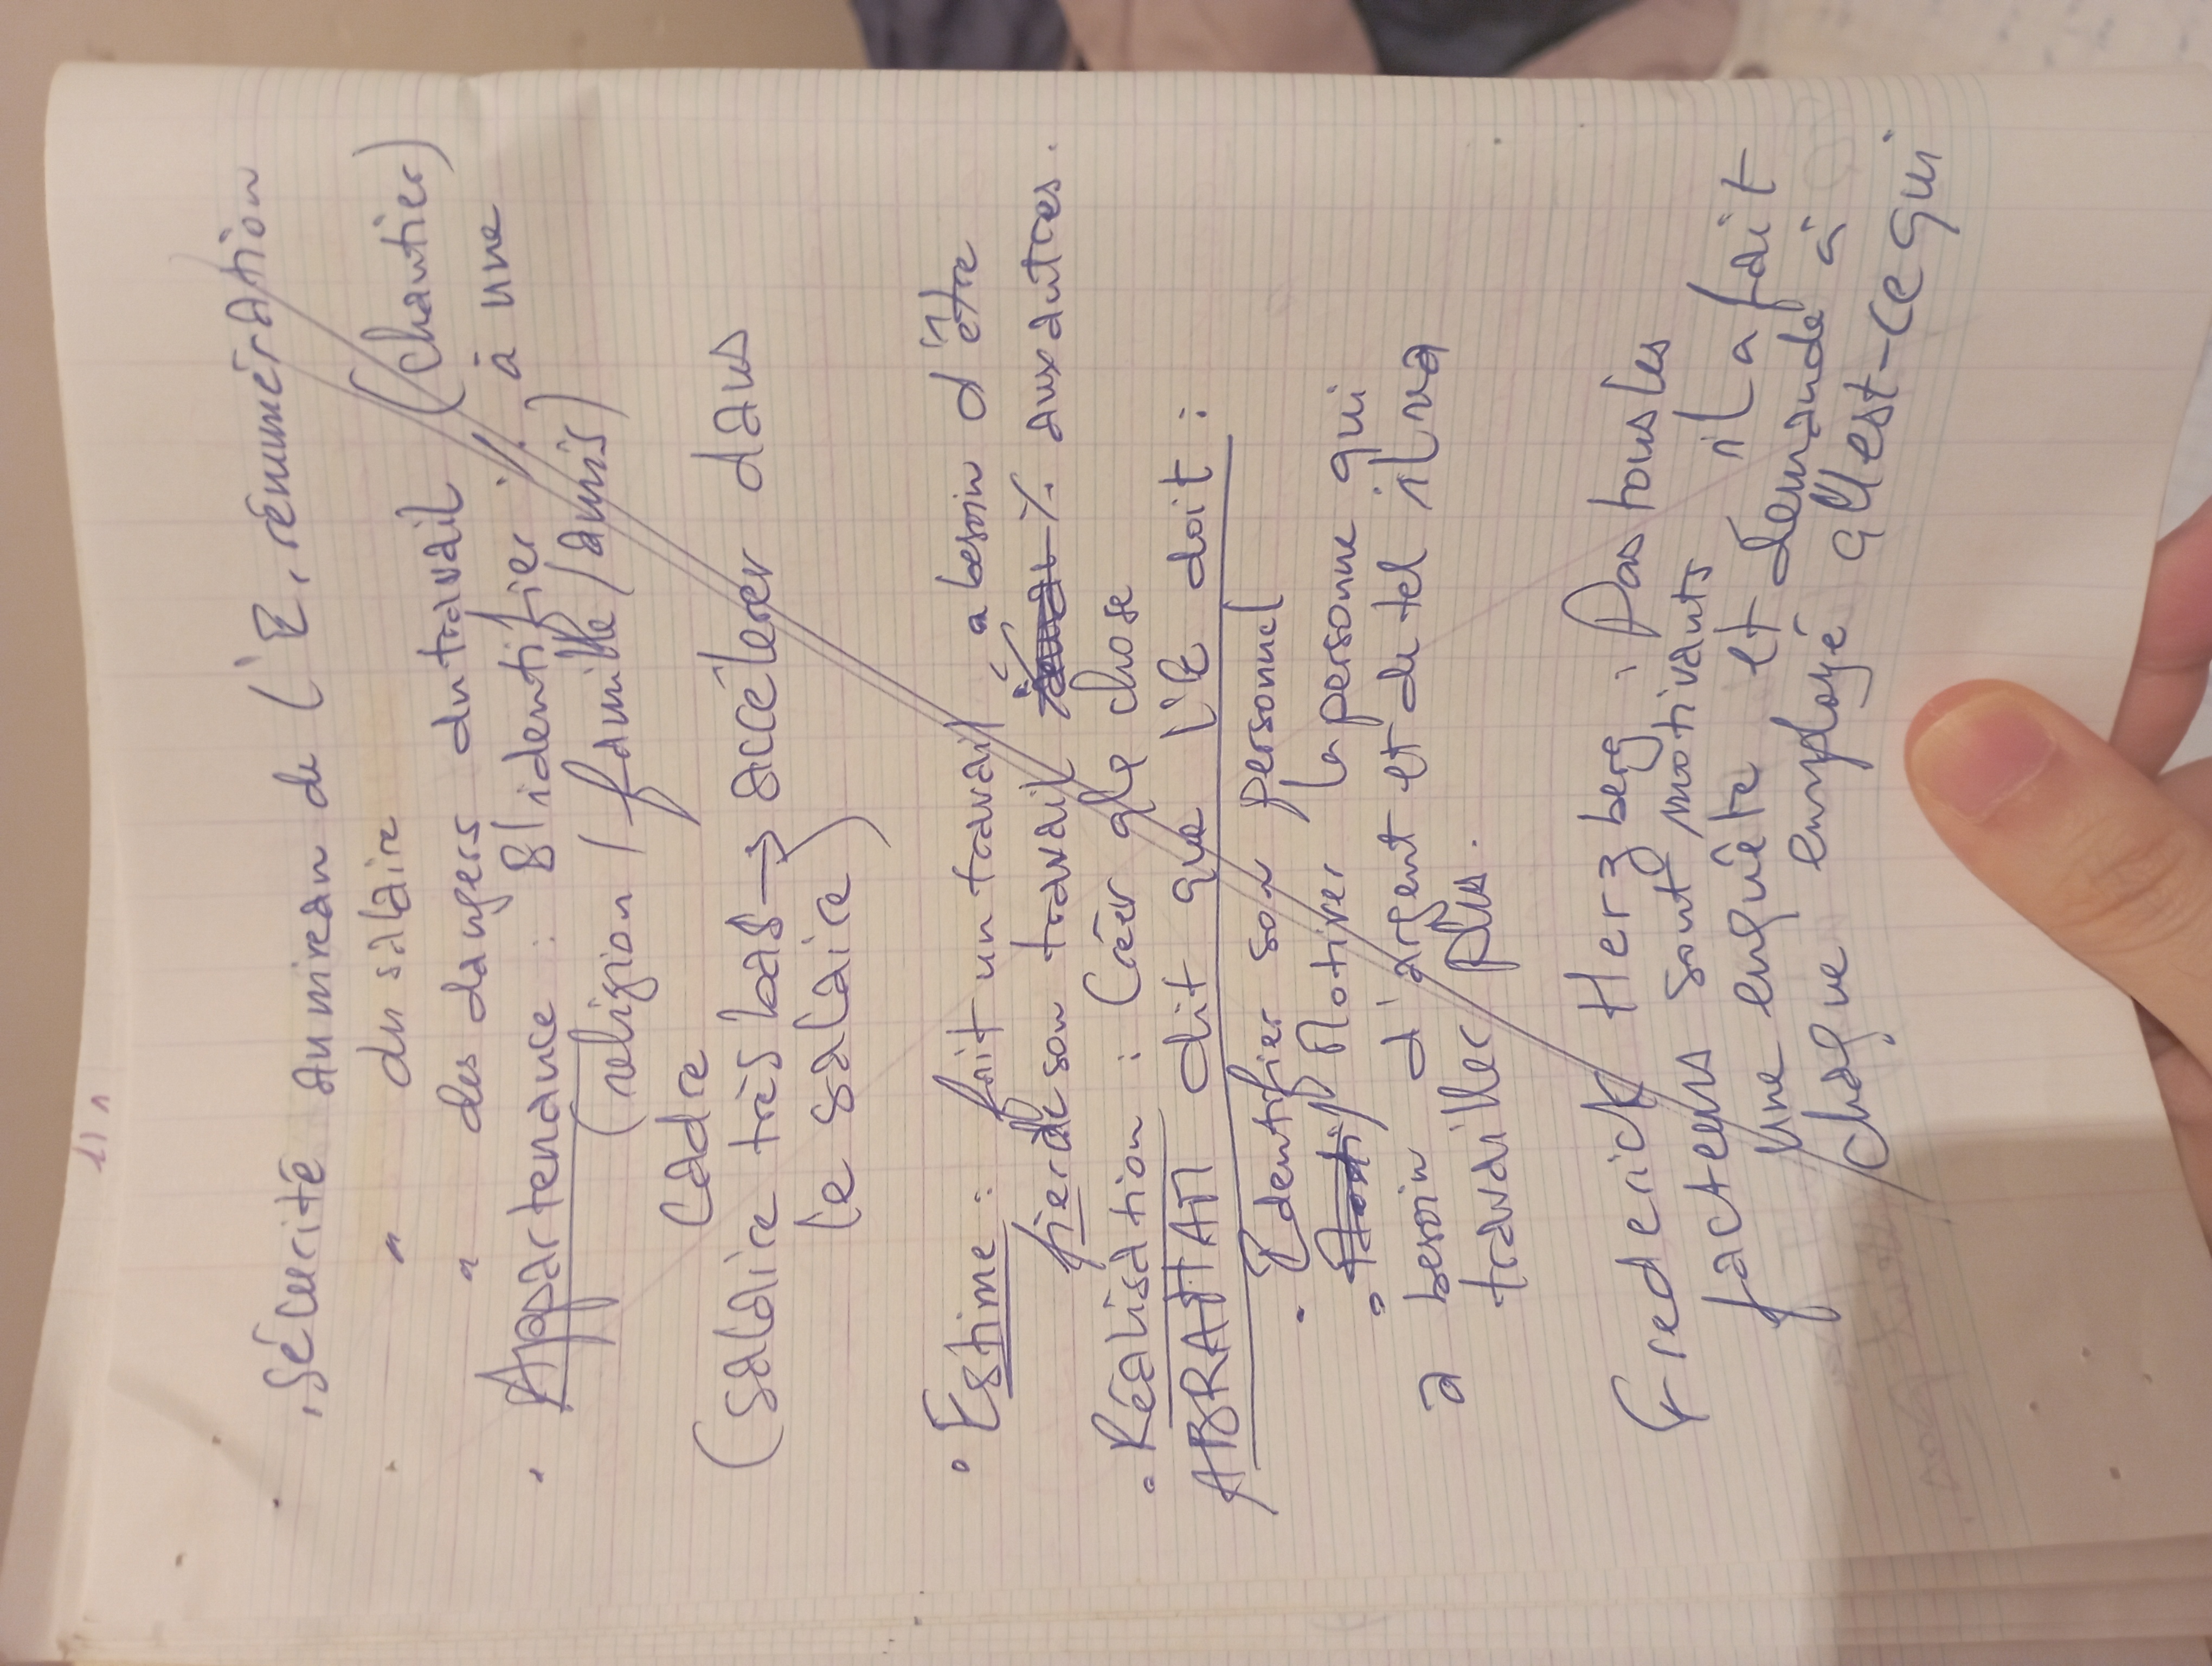 . Sécurité au niveau de l'E, rémunération
" du salaire
" des dangers du travail (chantier)
. Appartenance : S'identifier % à une
(religion / famille / amis)
Cadre
(salaire très bas → accélerer dans
le salaire)
° Estime : fait un travail, a besoin d'être
fier de son travail % aux autres.
. Réalisation : Créer qlq chose
ABRAHAM dit que l'E doit :
. Identifier son personnel
. Motiver la personne qui
a besoin d'argent et de tel il va
travailler plus.
Frederick Herzberg : Pas tous les
facteurs sont motivants, il a fait
une enquête et demande à
chaque employé qu'est-ce qui